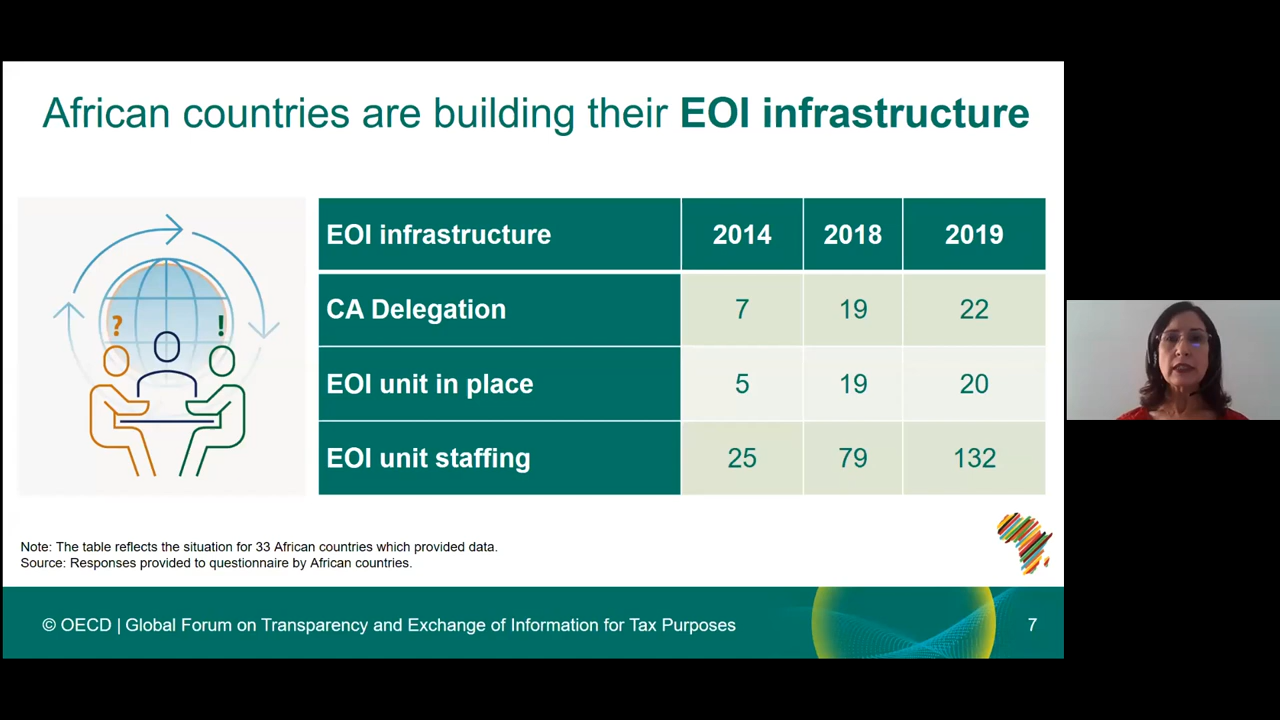 African countries are building their EOI infrastructure
? !
EOI infrastructure 2014 2018 2019
CA Delegation 7 19 22
EOI unit in place 5 19 20
EOI unit staffing 25 79 132
Note: The table reflects the situation for 33 African countries which provided data.
Source: Responses provided to questionnaire by African countries.
© OECD | Global Forum on Transparency and Exchange of Information for Tax Purposes 7